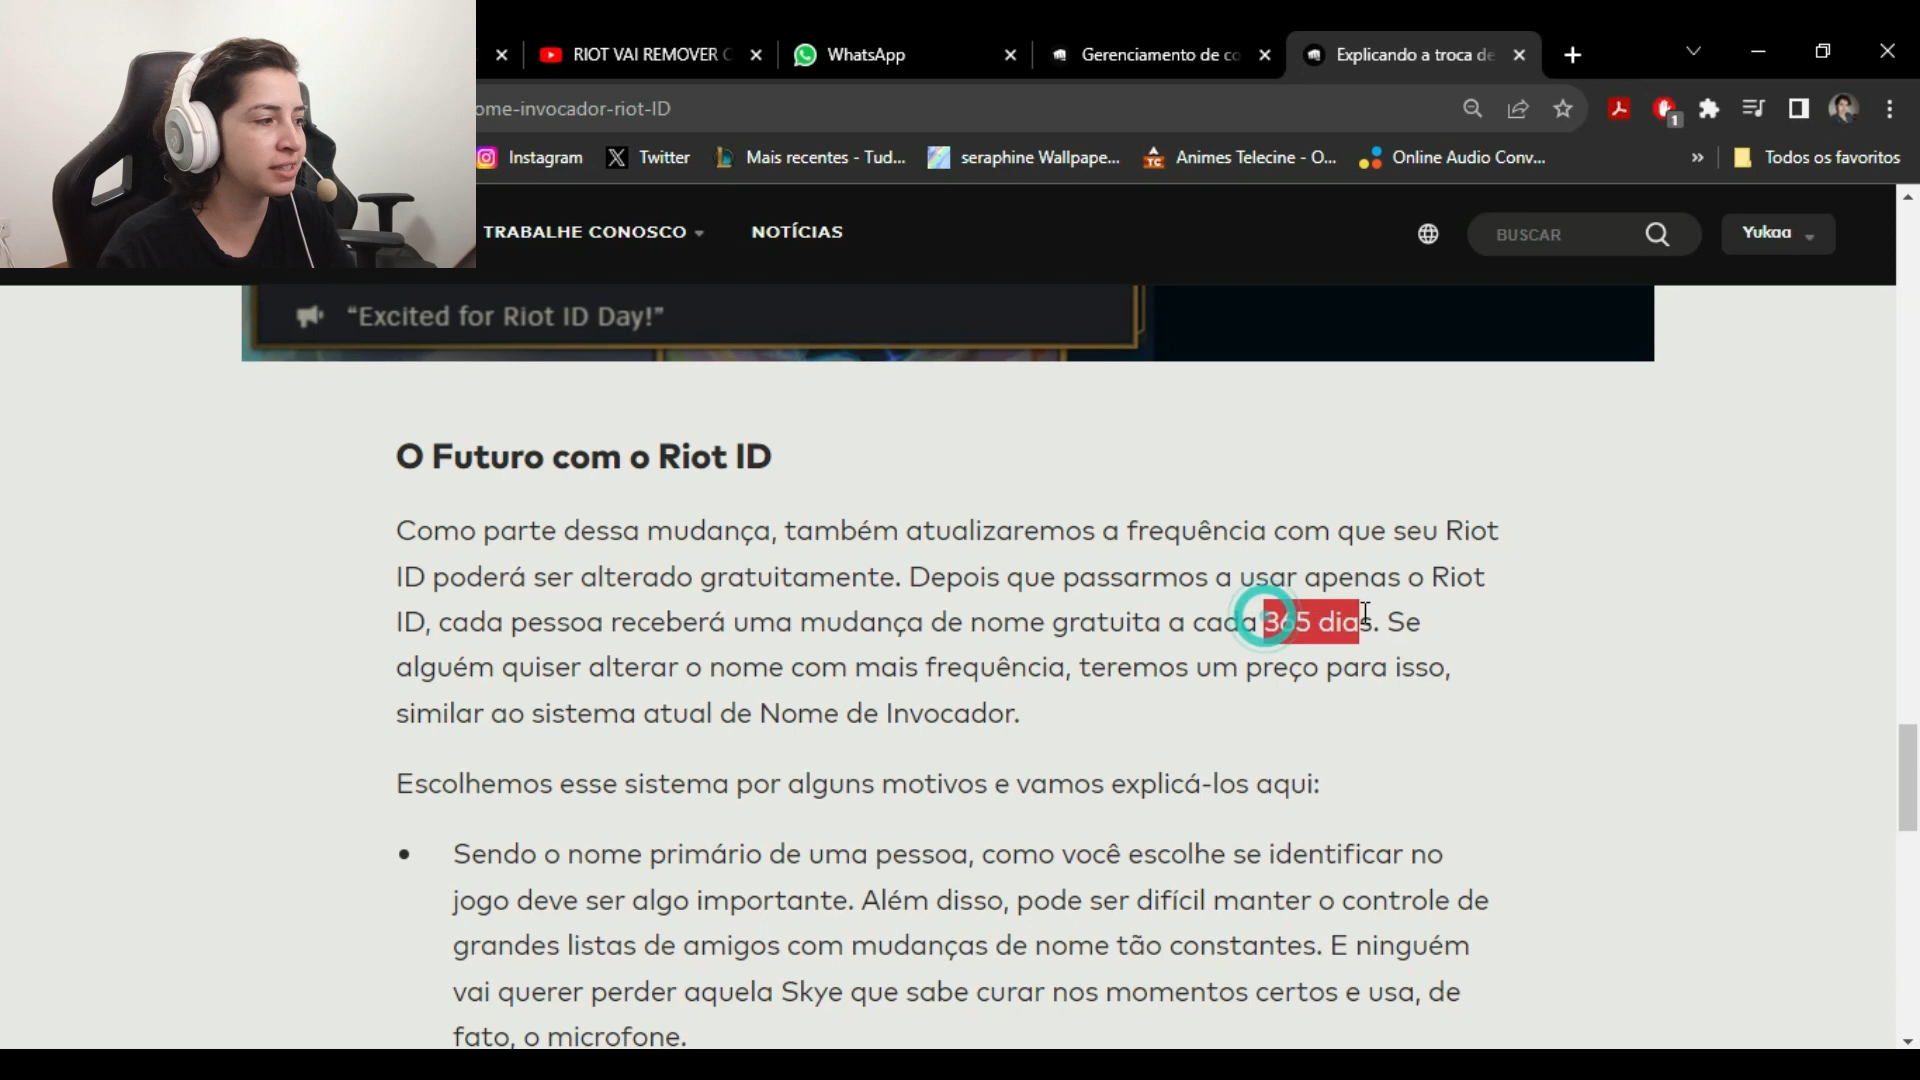 RIOT VAI REMOVER
WhatsApp
Gerenciamento de co
Explicando a troca de
ome-invocador-riot-ID
1
Instagram
Twitter
Mais recentes - Tud...
seraphine Wallpape...
TC
Animes Telecine - O...
Online Audio Conv...
»
Todos os favoritos
TRABALHE CONOSCO
NOTÍCIAS
BUSCAR
Yukaa
“Excited for Riot ID Day!”
O Futuro com o Riot ID
Como parte dessa mudança, também atualizaremos a frequência com que seu Riot
ID poderá ser alterado gratuitamente. Depois que passarmos a usar apenas o Riot
ID, cada pessoa receberá uma mudança de nome gratuita a cada 365 dias. Se
alguém quiser alterar o nome com mais frequência, teremos um preço para isso,
similar ao sistema atual de Nome de Invocador.
Escolhemos esse sistema por alguns motivos e vamos explicá-los aqui:
• Sendo o nome primário de uma pessoa, como você escolhe se identificar no
jogo deve ser algo importante. Além disso, pode ser difícil manter o controle de
grandes listas de amigos com mudanças de nome tão constantes. E ninguém
vai querer perder aquela Skye que sabe curar nos momentos certos e usa, de
fato, o microfone.